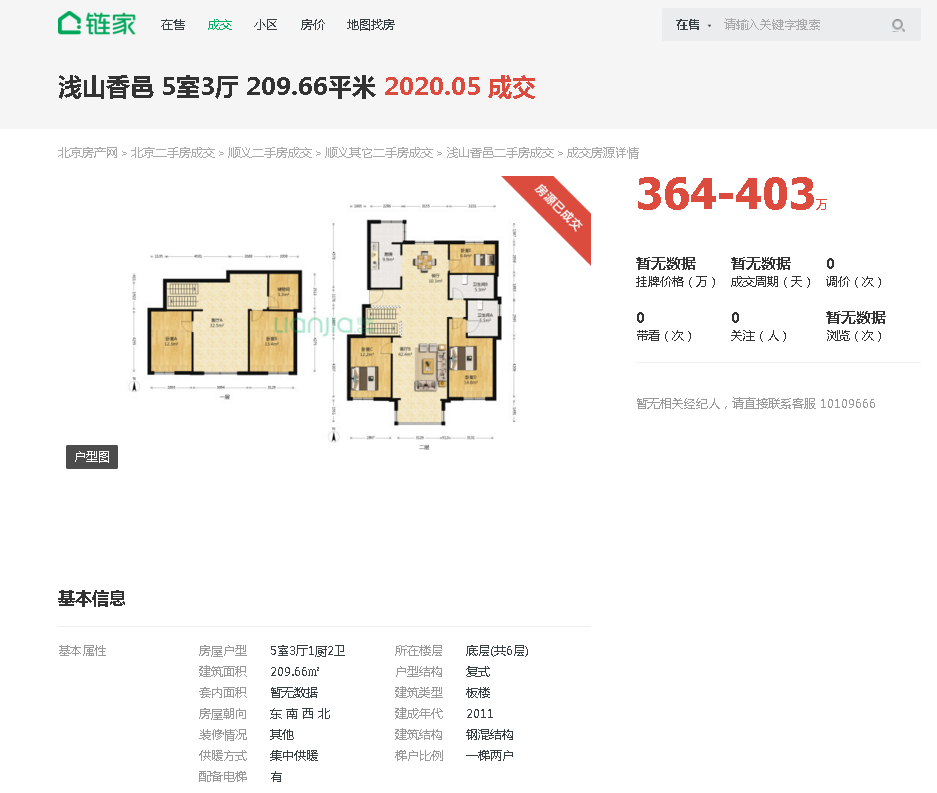 链家 在售 成交 小区 房价 地图找房 在售 请输入关键字搜索
浅山香邑 5室3厅 209.66平米 2020.05 成交
北京房产网 > 北京二手房成交 > 顺义二手房成交 > 顺义其它二手房成交 > 浅山香邑二手房成交 > 成交房源详情
房源已成交
户型图
364-403万
暂无数据 暂无数据 0
挂牌价格（万） 成交周期（天） 调价（次）
0 0 暂无数据
带看（次） 关注（人） 浏览（次）
暂无相关经纪人，请直接联系客服 10109666
基本信息
基本属性 房屋户型 5室3厅1厨2卫 所在楼层 底层(共6层)
建筑面积 209.66㎡ 户型结构 复式
套内面积 暂无数据 建筑类型 板楼
房屋朝向 东 南 西 北 建成年代 2011
装修情况 其他 建筑结构 钢混结构
供暖方式 集中供暖 梯户比例 一梯两户
配备电梯 有